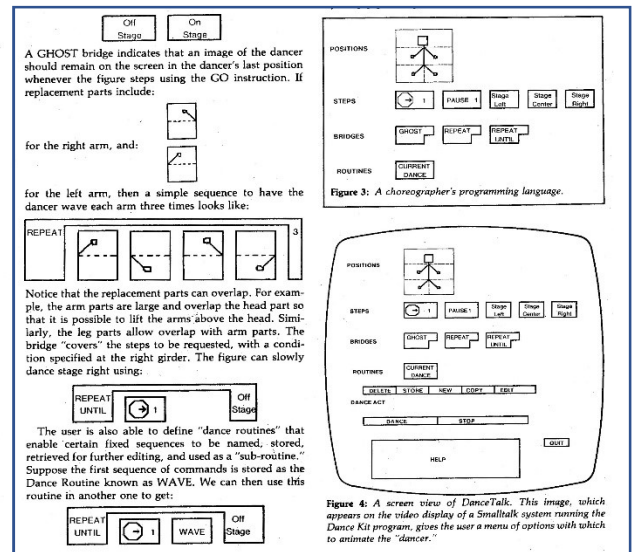 Off Stage
On Stage
A GHOST bridge indicates that an image of the dancer
should remain on the screen in the dancer's last position
whenever the figure steps using the GO instruction. If
replacement parts include:
for the right arm, and:
for the left arm, then a simple sequence to have the
dancer wave each arm three times looks like:
REPEAT
3
Notice that the replacement parts can overlap. For exam-
ple, the arm parts are large and overlap the head part so
that it is possible to lift the arms above the head. Simi-
larly, the leg parts allow overlap with arm parts. The
bridge "covers" the steps to be requested, with a condi-
tion specified at the right girder. The figure can slowly
dance stage right using:
REPEAT UNTIL
1
Off Stage
The user is also able to define "dance routines" that
enable certain fixed sequences to be named, stored,
retrieved for further editing, and used as a "sub-routine."
Suppose the first sequence of commands is stored as the
Dance Routine known as WAVE. We can then use this
routine in another one to get:
REPEAT UNTIL
1
WAVE
Off Stage
POSITIONS
STEPS
1
PAUSE 1
Stage Left
Stage Center
Stage Right
BRIDGES
GHOST
REPEAT
REPEAT UNTIL
ROUTINES
CURRENT DANCE
Figure 3: A choreographer's programming language.
POSITIONS
STEPS
1
PAUSE 1
Stage Left
Stage Center
Stage Right
BRIDGES
GHOST
REPEAT
REPEAT UNTIL
ROUTINES
CURRENT DANCE
DELETE STORE NEW COPY EDIT
DANCE ACT
DANCE STOP
QUIT
HELP
Figure 4: A screen view of DanceTalk. This image, which
appears on the video display of a Smalltalk system running the
Dance Kit program, gives the user a menu of options with which
to animate the "dancer."